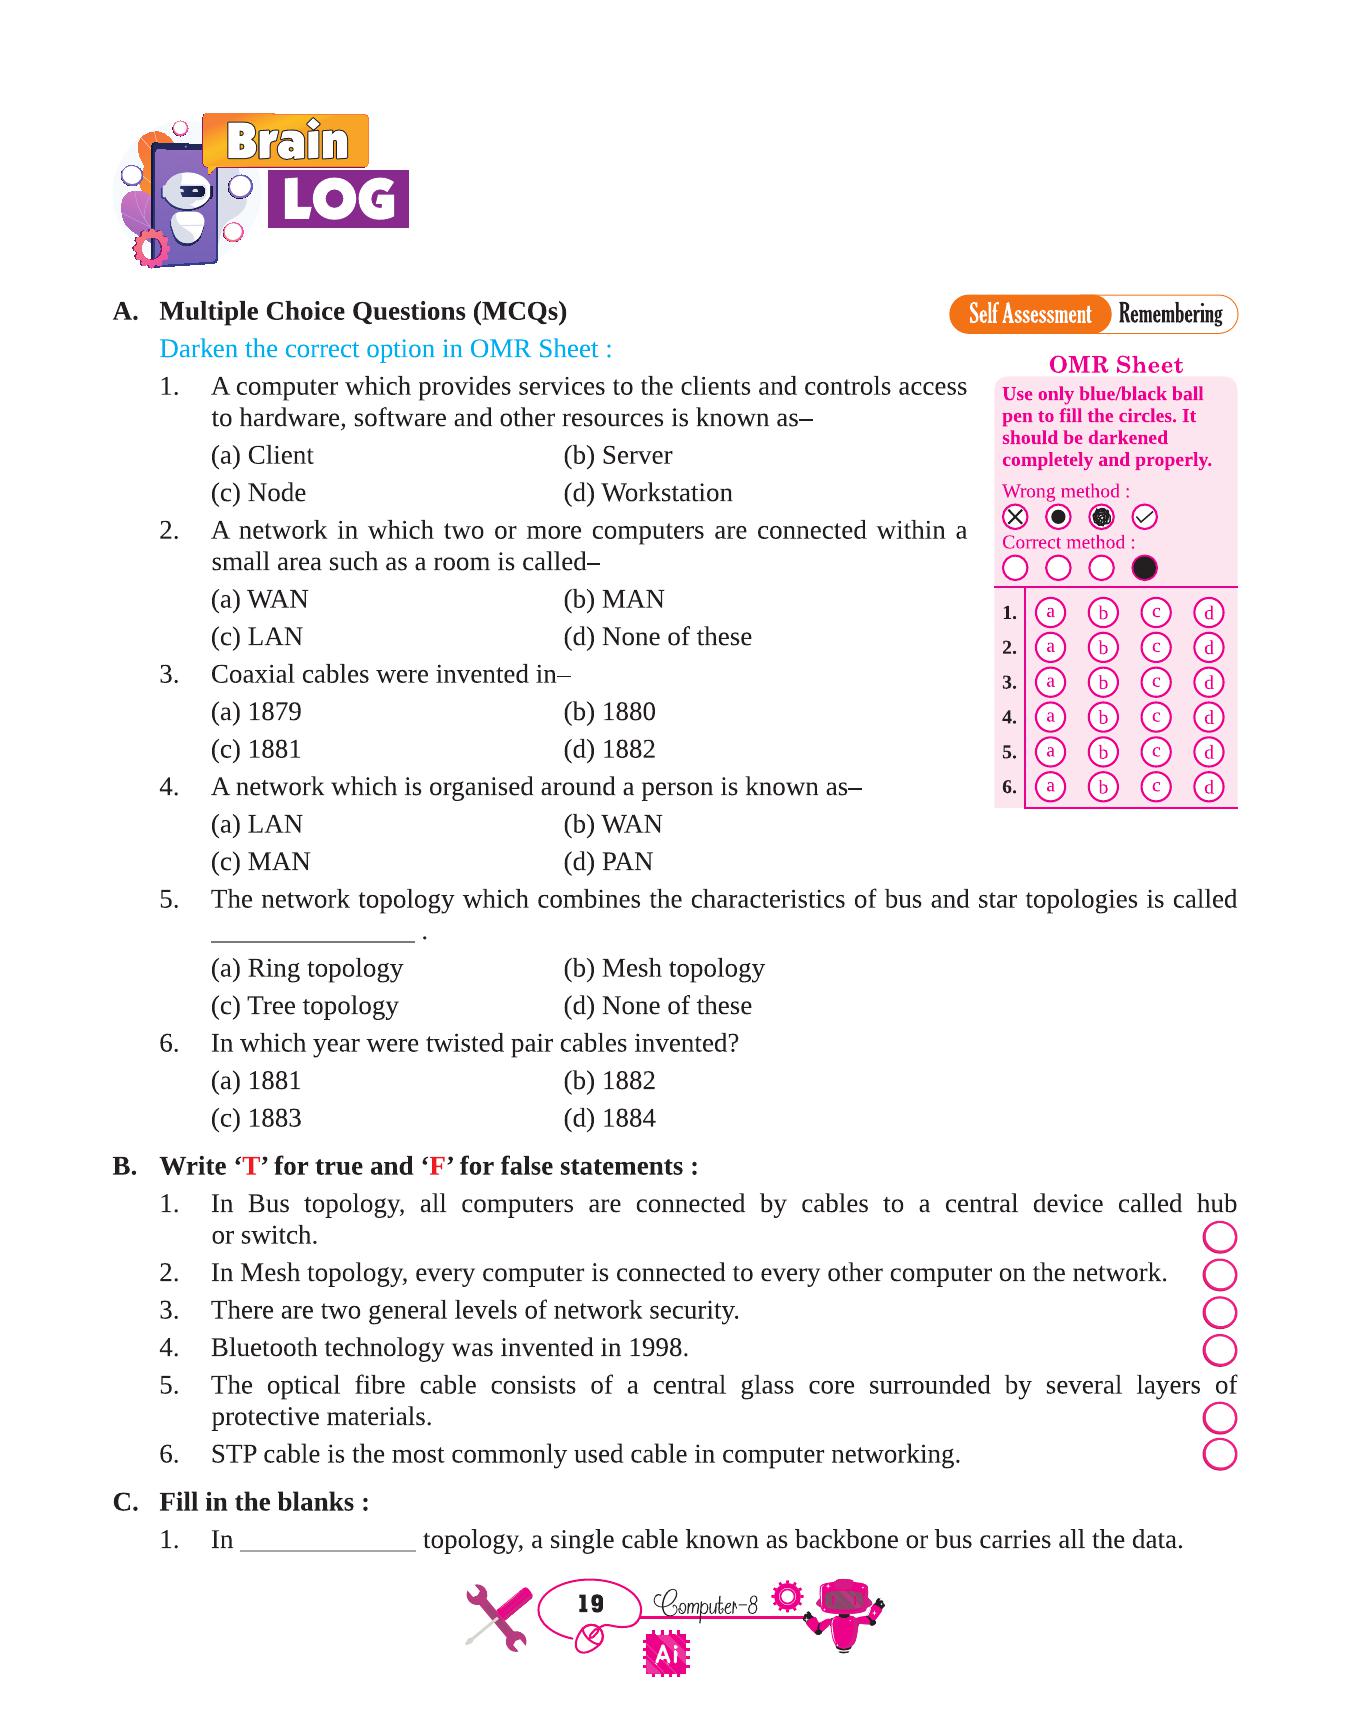 Brain
LOG
A. Multiple Choice Questions (MCQs)
Self Assessment Remembering
Darken the correct option in OMR Sheet :
1. A computer which provides services to the clients and controls access
to hardware, software and other resources is known as–
(a) Client (b) Server
(c) Node (d) Workstation
2. A network in which two or more computers are connected within a
small area such as a room is called–
(a) WAN (b) MAN
(c) LAN (d) None of these
3. Coaxial cables were invented in–
(a) 1879 (b) 1880
(c) 1881 (d) 1882
4. A network which is organised around a person is known as–
(a) LAN (b) WAN
(c) MAN (d) PAN
OMR Sheet
Use only blue/black ball
pen to fill the circles. It
should be darkened
completely and properly.
Wrong method :
Correct method :
1. a b c d
2. a b c d
3. a b c d
4. a b c d
5. a b c d
6. a b c d
5. The network topology which combines the characteristics of bus and star topologies is called
_______________ .
(a) Ring topology (b) Mesh topology
(c) Tree topology (d) None of these
6. In which year were twisted pair cables invented?
(a) 1881 (b) 1882
(c) 1883 (d) 1884
B. Write ‘T’ for true and ‘F’ for false statements :
1. In Bus topology, all computers are connected by cables to a central device called hub
or switch.
2. In Mesh topology, every computer is connected to every other computer on the network.
3. There are two general levels of network security.
4. Bluetooth technology was invented in 1998.
5. The optical fibre cable consists of a central glass core surrounded by several layers of
protective materials.
6. STP cable is the most commonly used cable in computer networking.
C. Fill in the blanks :
1. In _____________ topology, a single cable known as backbone or bus carries all the data.
19 Computer-8
Ai